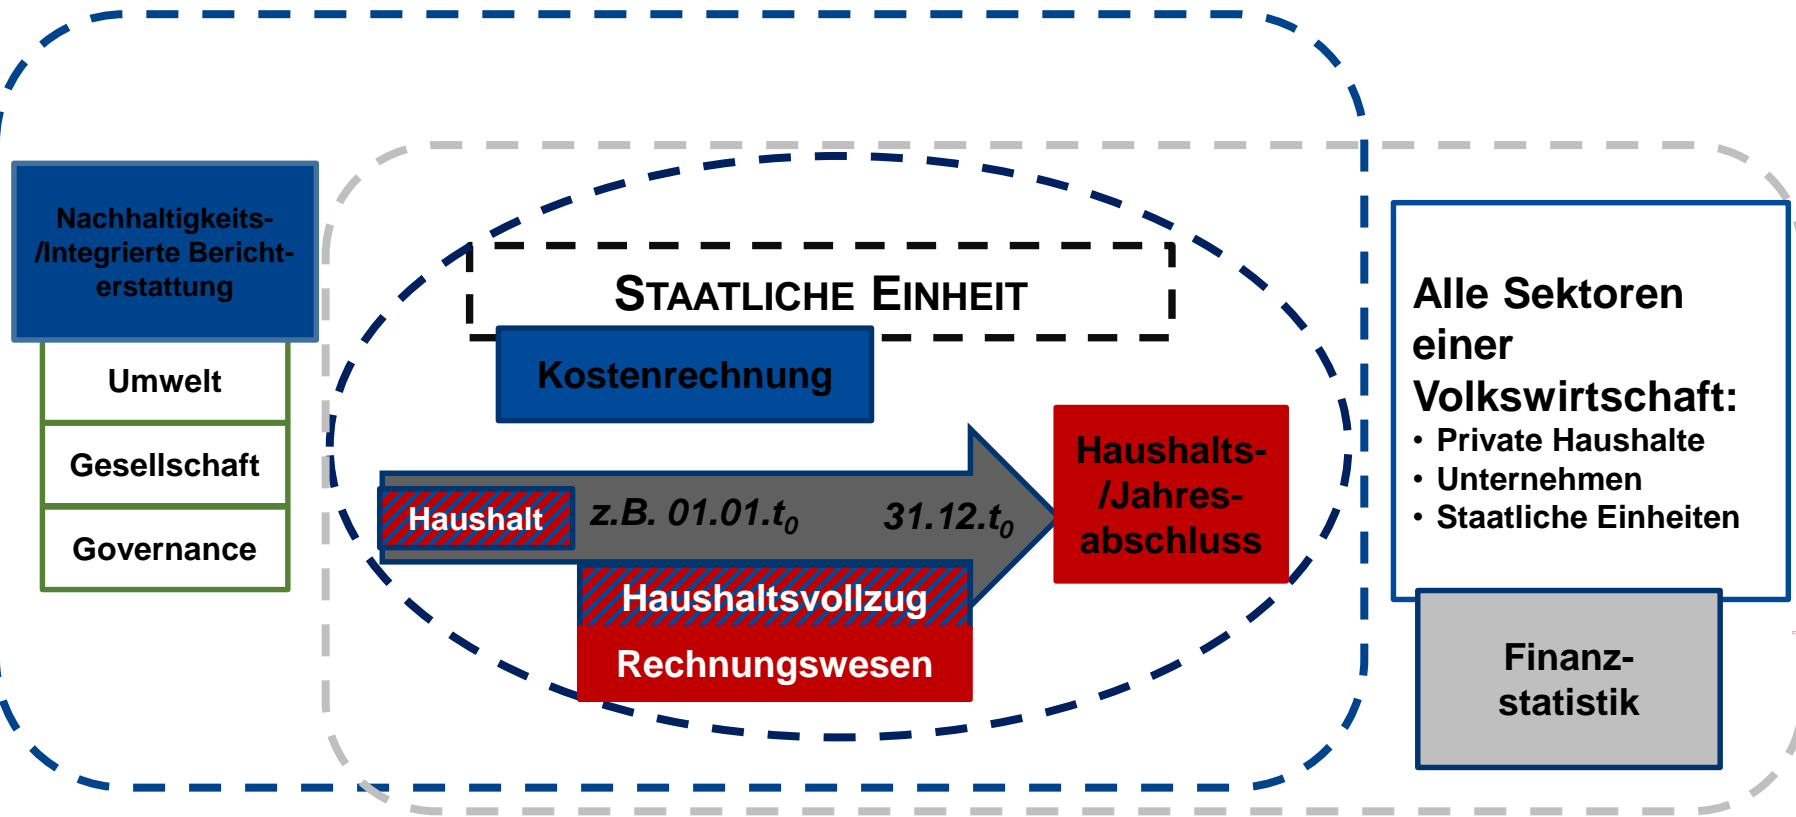 Nachhaltigkeits-
/Integrierte Bericht-
erstattung
Umwelt
Gesellschaft
Governance
STAATLICHE EINHEIT
Kostenrechnung
Haushalt
z.B. 01.01.t0
31.12.t0
Haushaltsvollzug
Rechnungswesen
Haushalts-
/Jahres-
abschluss
Alle Sektoren
einer
Volkswirtschaft:
• Private Haushalte
• Unternehmen
• Staatliche Einheiten
Finanz-
statistik